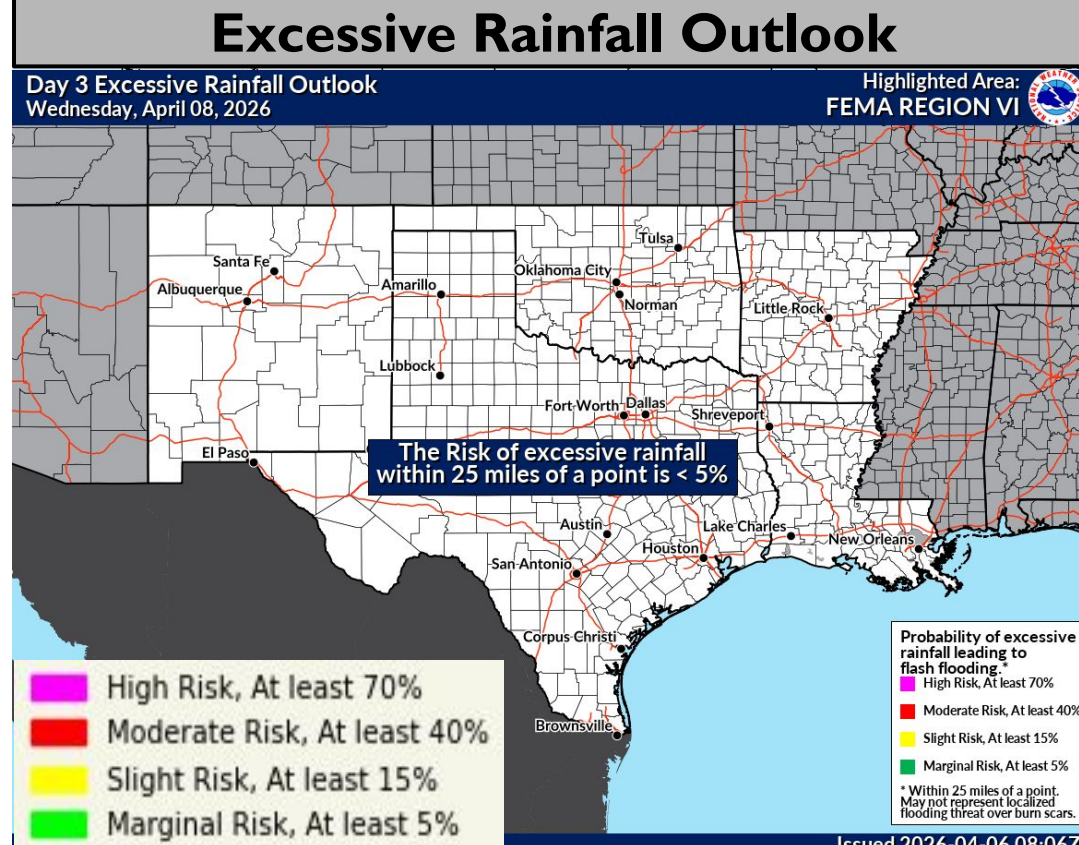 Excessive Rainfall Outlook
Day 3 Excessive Rainfall Outlook
Wednesday, April 08, 2026
Highlighted Area:
FEMA REGION VI
Tulsa
Santa Fe
Oklahoma City
Albuquerque
Amarillo
Norman
Little Rock
Lubbock
Fort Worth
Dallas
Shreveport
El Paso
The Risk of excessive rainfall
within 25 miles of a point is < 5%
Austin
Lake Charles
New Orleans
Houston
San Antonio
Corpus Christi
Brownsville
High Risk, At least 70%
Moderate Risk, At least 40%
Slight Risk, At least 15%
Marginal Risk, At least 5%
Probability of excessive
rainfall leading to
flash flooding.*
High Risk, At least 70%
Moderate Risk, At least 40%
Slight Risk, At least 15%
Marginal Risk, At least 5%
* Within 25 miles of a point.
May not represent localized
flooding threat over burn scars.
Issued 2026-04-06 08:06Z